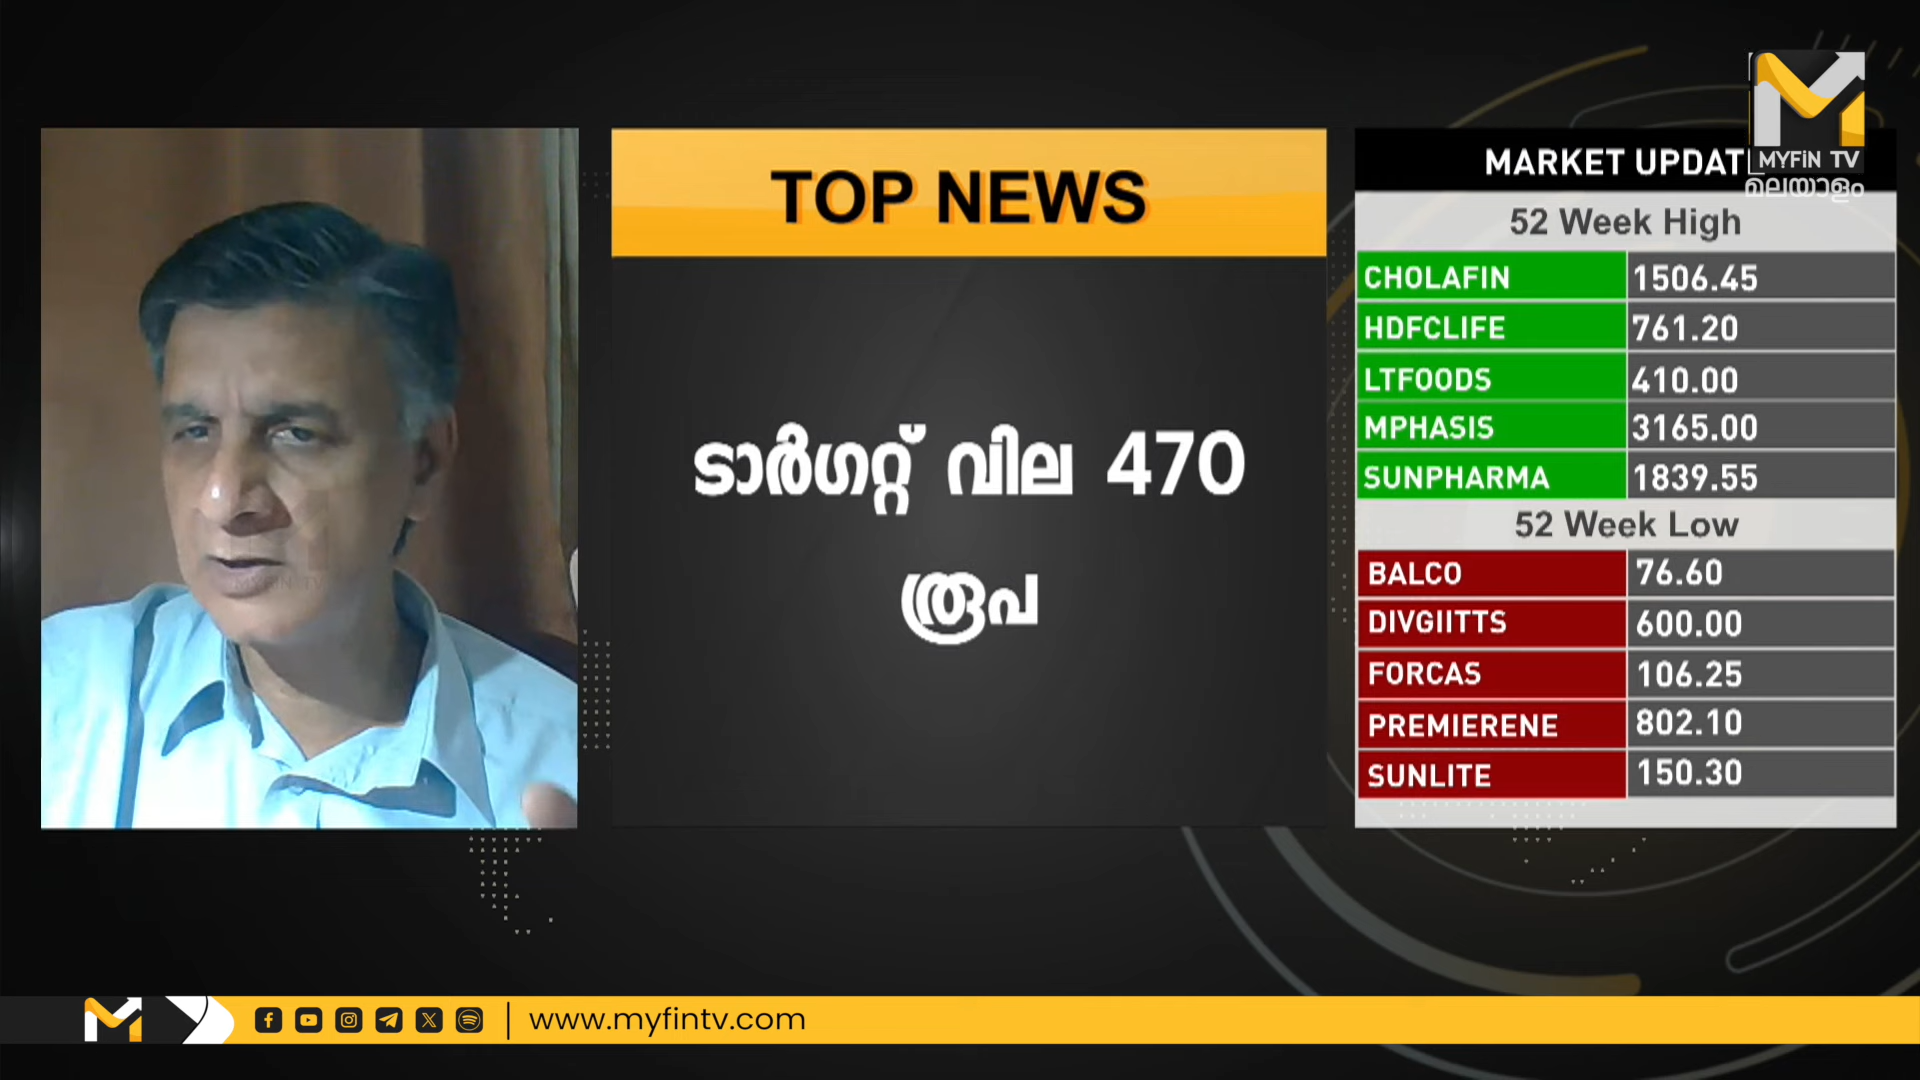 TOP NEWS
ടാർഗറ്റ് വില 470
രൂപ
MYFiN TV
മലയാളം
MARKET UPDAT
52 Week High
CHOLAFIN 1506.45
HDFCLIFE 761.20
LTFOODS 410.00
MPHASIS 3165.00
SUNPHARMA 1839.55
52 Week Low
BALCO 76.60
DIVGIITTS 600.00
FORCAS 106.25
PREMIERENE 802.10
SUNLITE 150.30
www.myfintv.com